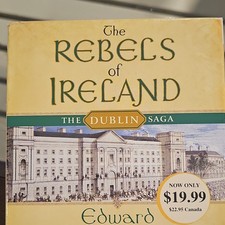 The
REBELS
of
IRELAND
THE DUBLIN SAGA
NOW ONLY
$19.99
$22.95 Canada
Edward